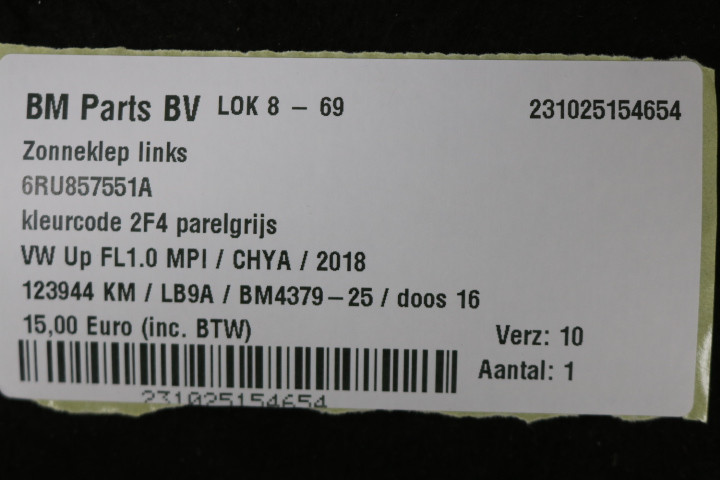 BM Parts BV LOK 8 – 69 231025154654
Zonneklep links
6RU857551A
kleurcode 2F4 parelgrijs
VW Up FL1.0 MPI / CHYA / 2018
123944 KM / LB9A / BM4379–25 / doos 16
15,00 Euro (inc. BTW) Verz: 10
Aantal: 1
231025154654